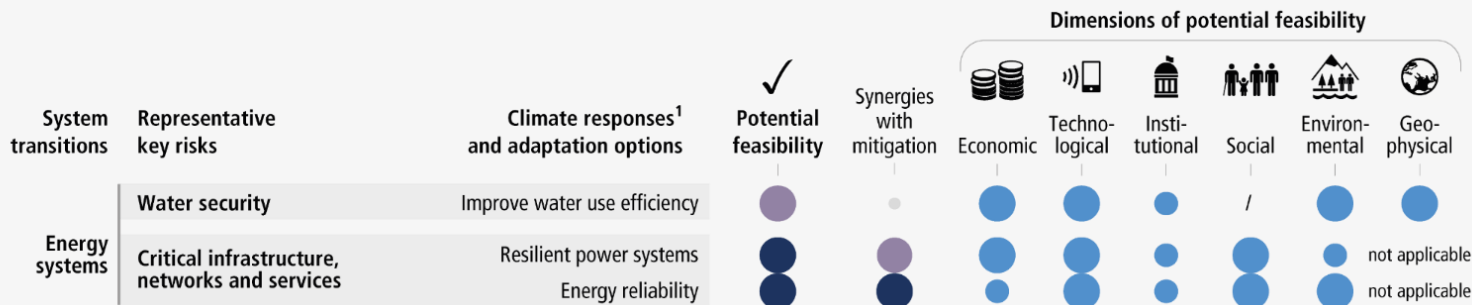 Dimensions of potential feasibility
System
transitions
Representative
key risks
Climate responses1
and adaptation options
Potential
feasibility
Synergies
with
mitigation
Economic
Techno-
logical
Insti-
tutional
Social
Environ-
mental
Geo-
physical
Energy
systems
Water security
Improve water use efficiency
/
Critical infrastructure,
networks and services
Resilient power systems
not applicable
Energy reliability
not applicable